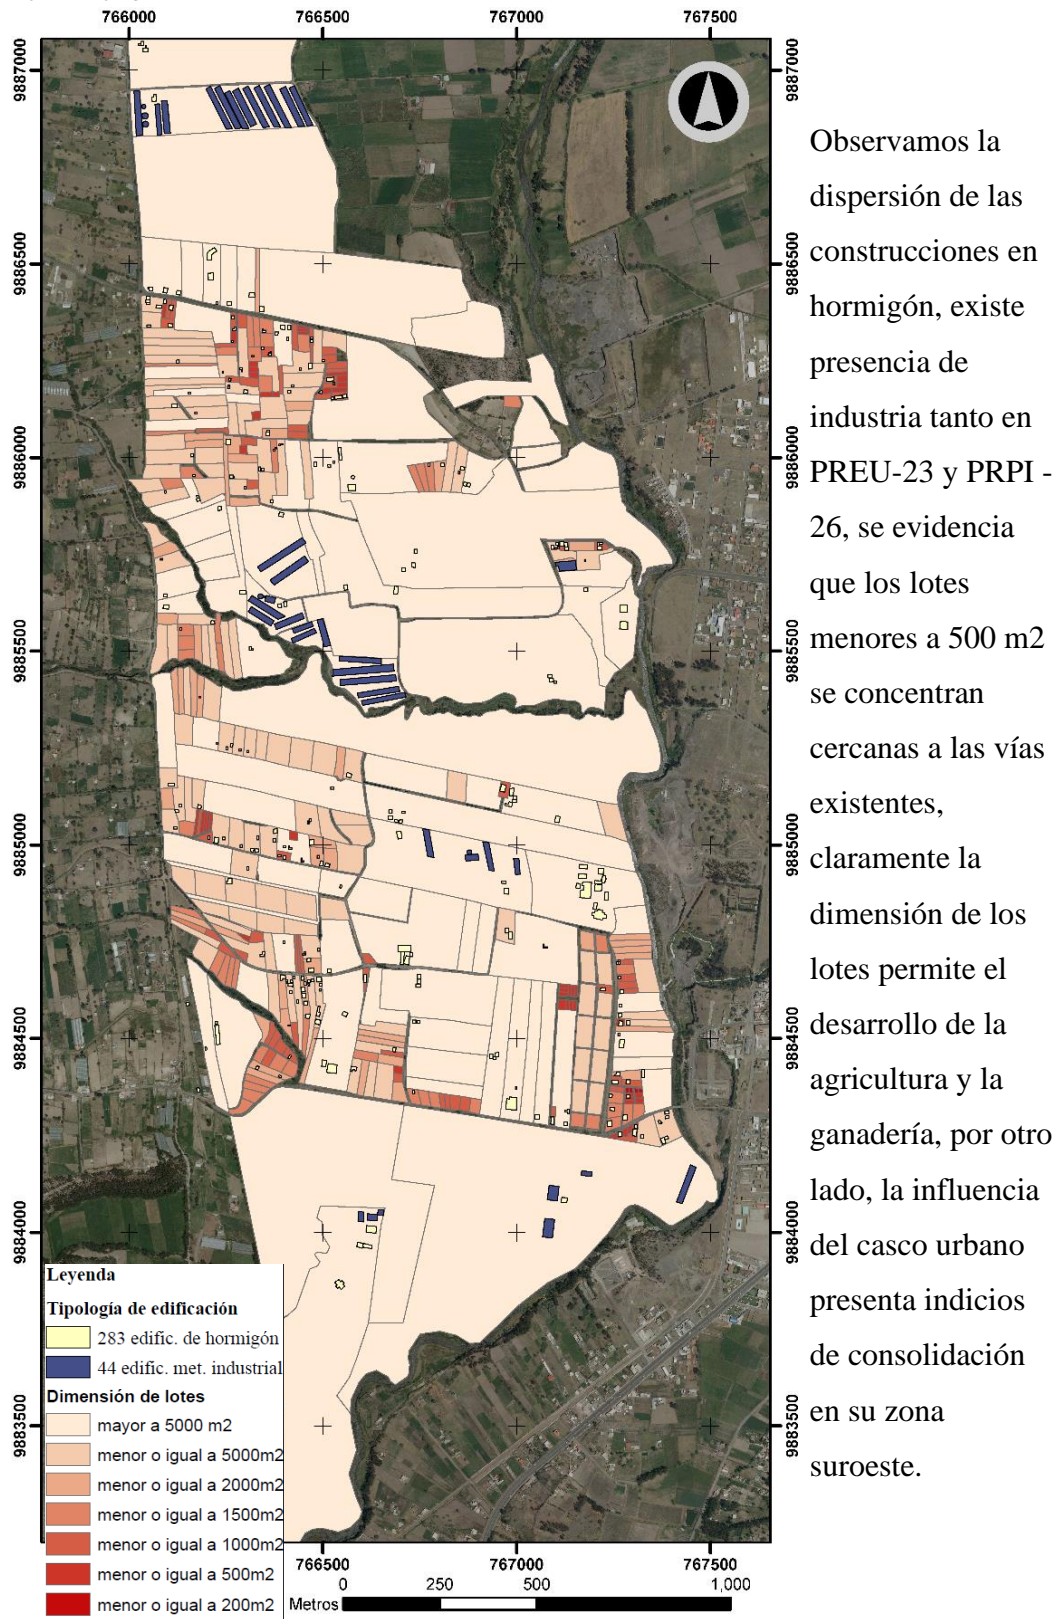 766000 766500 767000 767500
9887000
9887000
9886500
9886500
9886000
9886000
9885500
9885500
9885000
9885000
9884500
9884500
9884000
9884000
9883500
9883500
Leyenda
Tipología de edificación
283 edific. de hormigón
44 edific. met. industrial
Dimensión de lotes
mayor a 5000 m2
menor o igual a 5000m2
menor o igual a 2000m2
menor o igual a 1500m2
menor o igual a 1000m2
menor o igual a 500m2
menor o igual a 200m2
766500 767000 767500
0 250 500 1,000
Metros
Observamos la
dispersión de las
construcciones en
hormigón, existe
presencia de
industria tanto en
PREU-23 y PRPI -
26, se evidencia
que los lotes
menores a 500 m2
se concentran
cercanas a las vías
existentes,
claramente la
dimensión de los
lotes permite el
desarrollo de la
agricultura y la
ganadería, por otro
lado, la influencia
del casco urbano
presenta indicios
de consolidación
en su zona
suroeste.